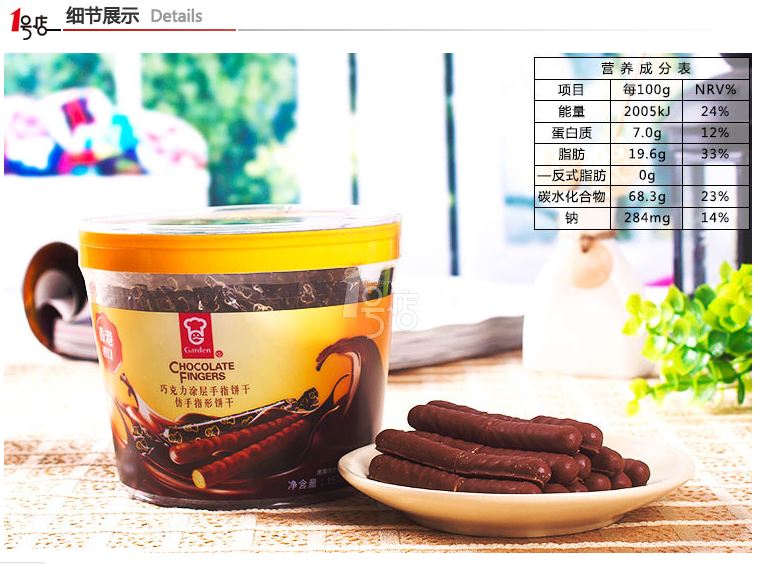 1号店 细节展示 Details
营养成分表
项目 每100g NRV%
能量 2005kJ 24%
蛋白质 7.0g 12%
脂肪 19.6g 33%
—反式脂肪 0g
碳水化合物 68.3g 23%
钠 284mg 14%
1号店
Garden
CHOCOLATE
FINGERS
巧克力涂层手指饼干
仿手指形饼干
净含量: